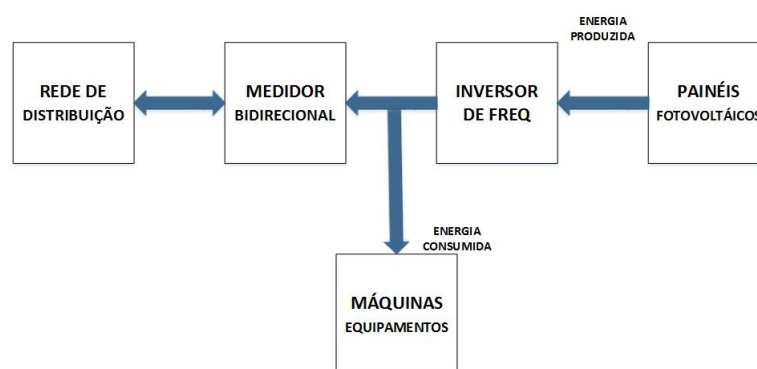 ENERGIA
PRODUZIDA
REDE DE
DISTRIBUIÇÃO
MEDIDOR
BIDIRECIONAL
INVERSOR
DE FREQ
PAINÉIS
FOTOVOLTÁICOS
ENERGIA
CONSUMIDA
MÁQUINAS
EQUIPAMENTOS